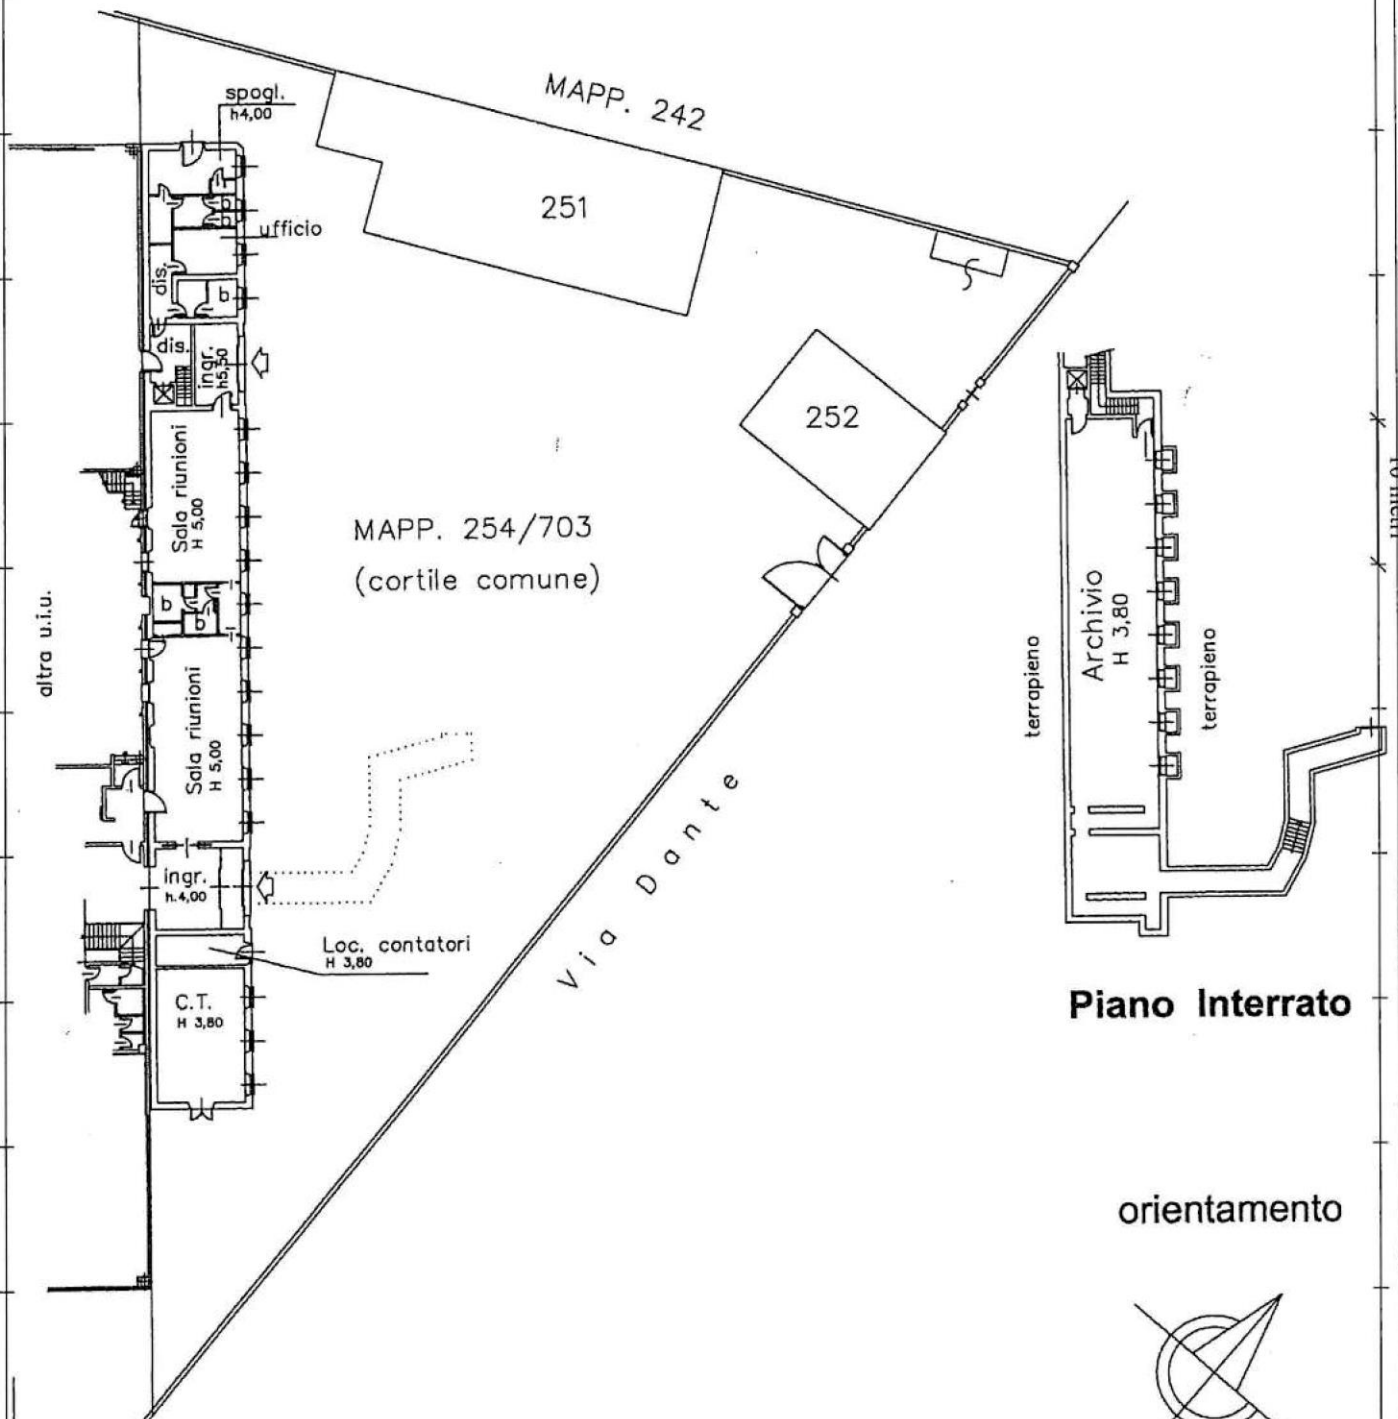 spogl.
h4,00
MAPP. 242
251
ufficio
b
b
dis.
b
dis.
ingr.
h5,50
252
Sala riunioni
H 5,00
MAPP. 254/703
(cortile comune)
altra u.i.u.
b
b
Sala riunioni
H 5,00
Via Dante
ingr.
h.4,00
Loc. contatori
H 3,80
C.T.
H 3,80
terrapieno
Archivio
H 3,80
terrapieno
Piano Interrato
orientamento